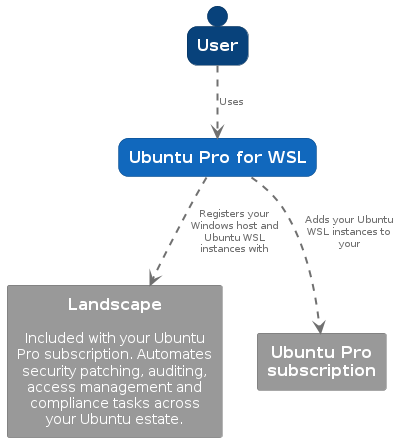 User
Uses
Ubuntu Pro for WSL
Registers your
Windows host and
Ubuntu WSL
instances with
Adds your Ubuntu
WSL instances to
your
Landscape
Included with your Ubuntu
Pro subscription. Automates
security patching, auditing,
access management and
compliance tasks across
your Ubuntu estate.
Ubuntu Pro
subscription